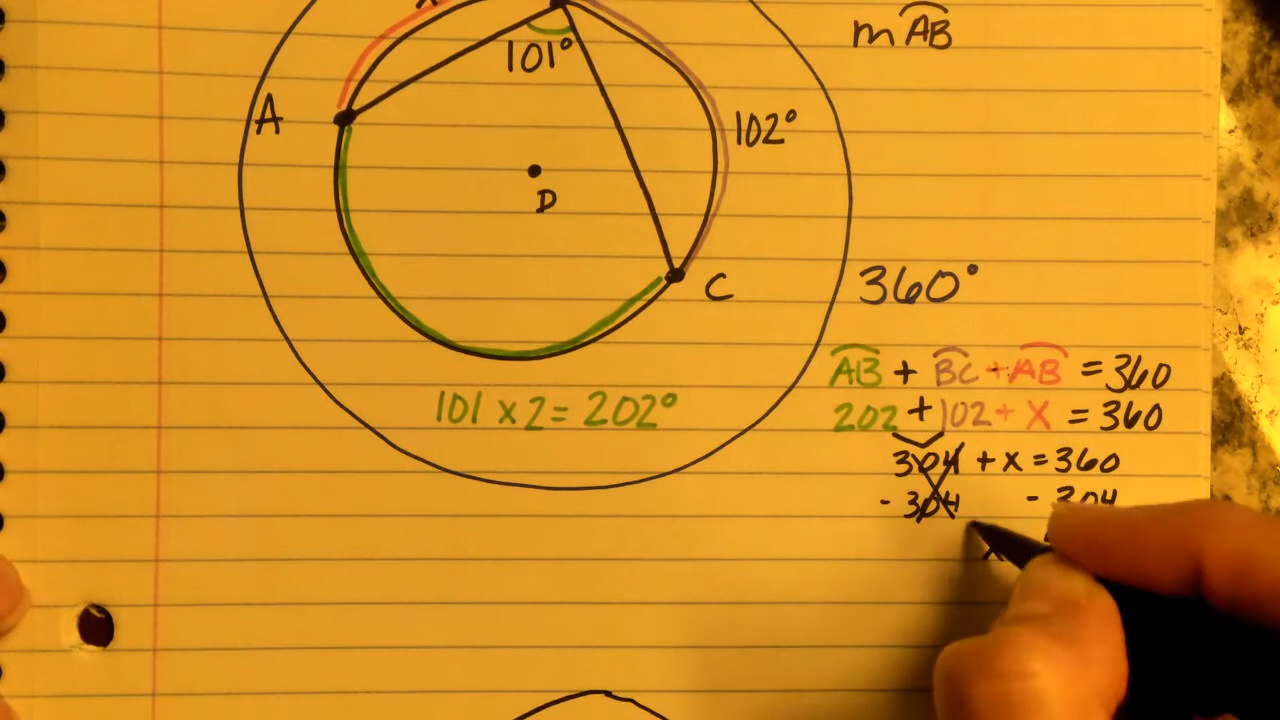 mAB
101°
A
102°
D
C
360°
AB + BC + AB = 360
202 + 102 + X = 360
101 x 2 = 202°
304 + x = 360
- 304 - 304
x